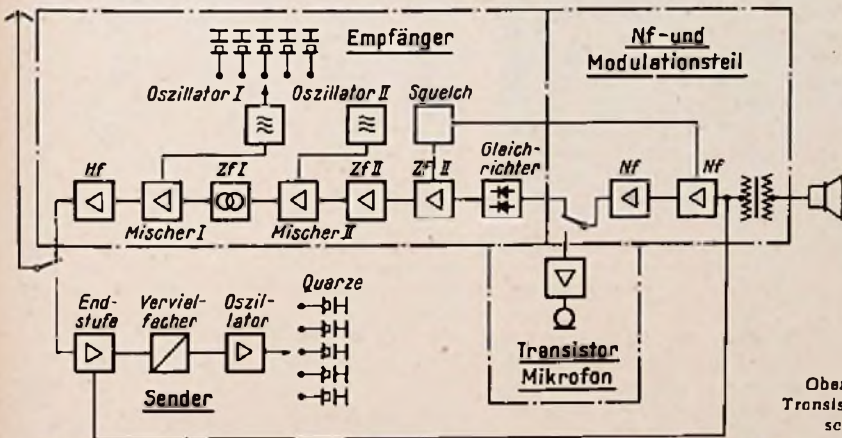 Empfänger
Nf-und
Modulationsteil
Oszillator I
Oszillator II
Squelch
Gleich-
richter
Hf
Zf I
Zf II
Zf II
Nf
Nf
Mischer I
Mischer II
End-
stufe
Verviel-
facher
Oszil-
lator
Quarze
Sender
Transistor
Mikrofon